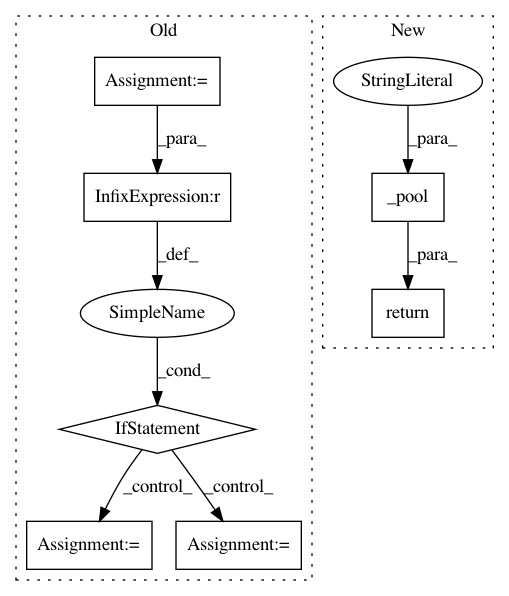 Old
New
Assignment:=
StringLiteral
_para_
_para_
InfixExpression:r
_pool
_def_
_para_
SimpleName
return
_cond_
IfStatement
_control_
_control_
Assignment:=
Assignment:=